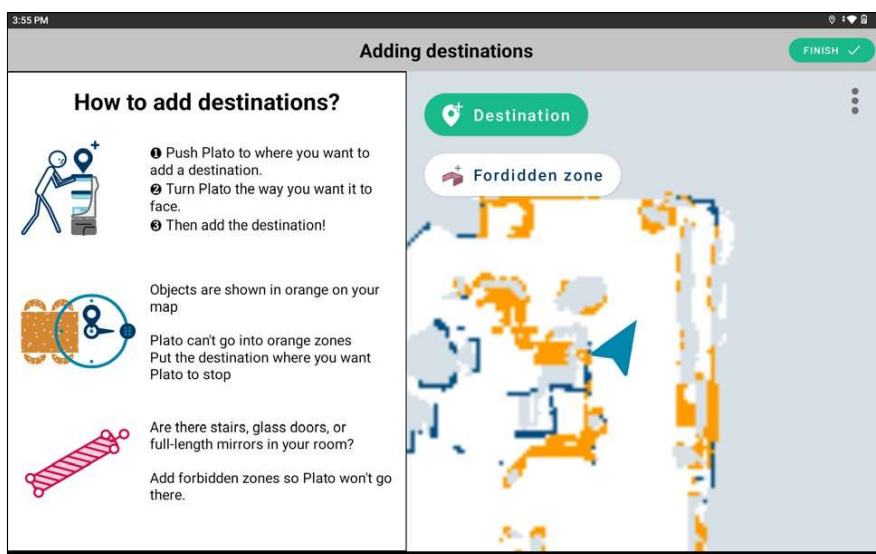 3:55 PM
Adding destinations
FINISH
How to add destinations?
❶ Push Plato to where you want to
add a destination.
❷ Turn Plato the way you want it to
face.
❸ Then add the destination!
Objects are shown in orange on your
map
Plato can't go into orange zones
Put the destination where you want
Plato to stop
Are there stairs, glass doors, or
full-length mirrors in your room?
Add forbidden zones so Plato won't go
there.
Destination
Fordidden zone